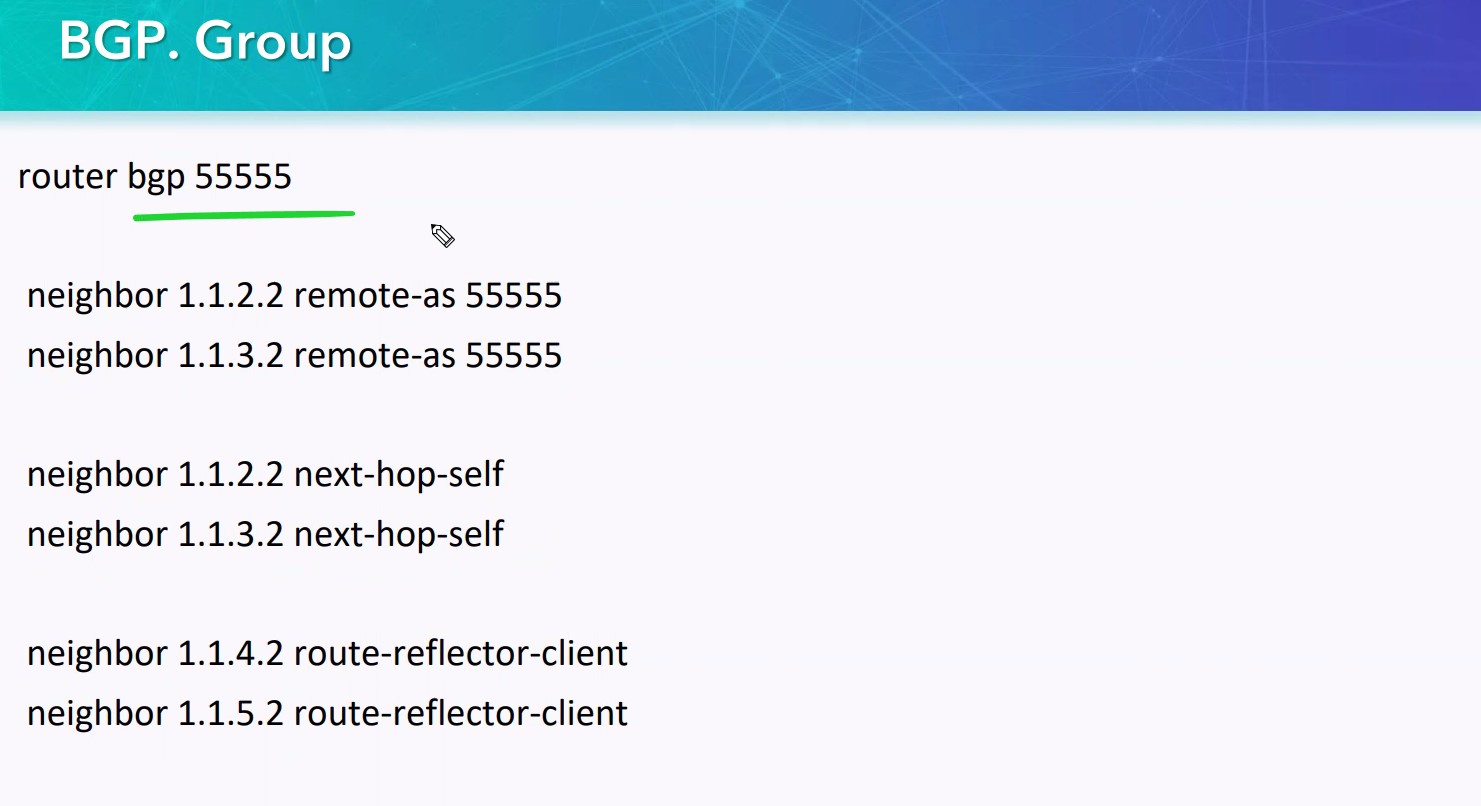 BGP. Group
router bgp 55555
neighbor 1.1.2.2 remote-as 55555
neighbor 1.1.3.2 remote-as 55555
neighbor 1.1.2.2 next-hop-self
neighbor 1.1.3.2 next-hop-self
neighbor 1.1.4.2 route-reflector-client
neighbor 1.1.5.2 route-reflector-client